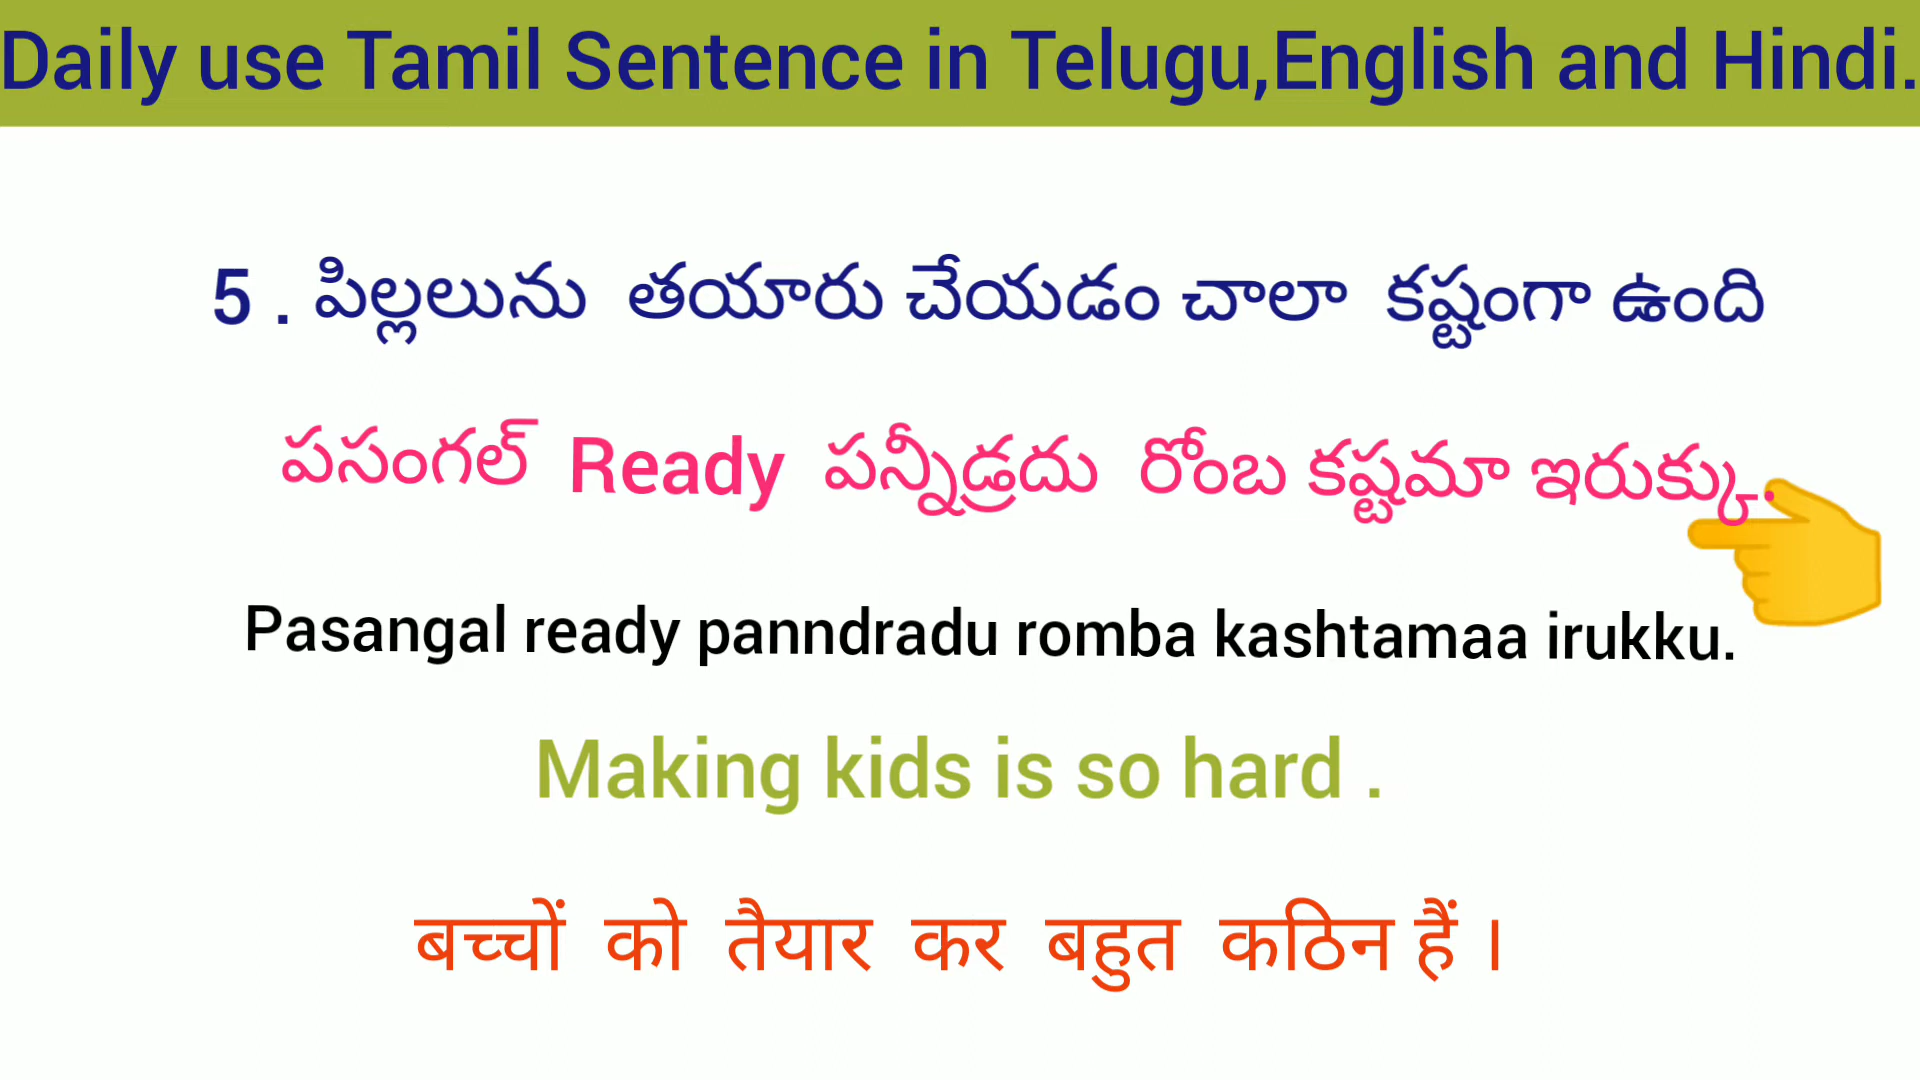 Daily use Tamil Sentence in Telugu,English and Hindi.
5 . పిల్లలును తయారు చేయడం చాలా కష్టంగా ఉంది
పసంగల్ Ready పన్నీడ్రదు రోంబ కష్టమా ఇరుక్కు.
Pasangal ready panndradu romba kashtamaa irukku.
Making kids is so hard .
बच्चों को तैयार कर बहुत कठिन हैं ।